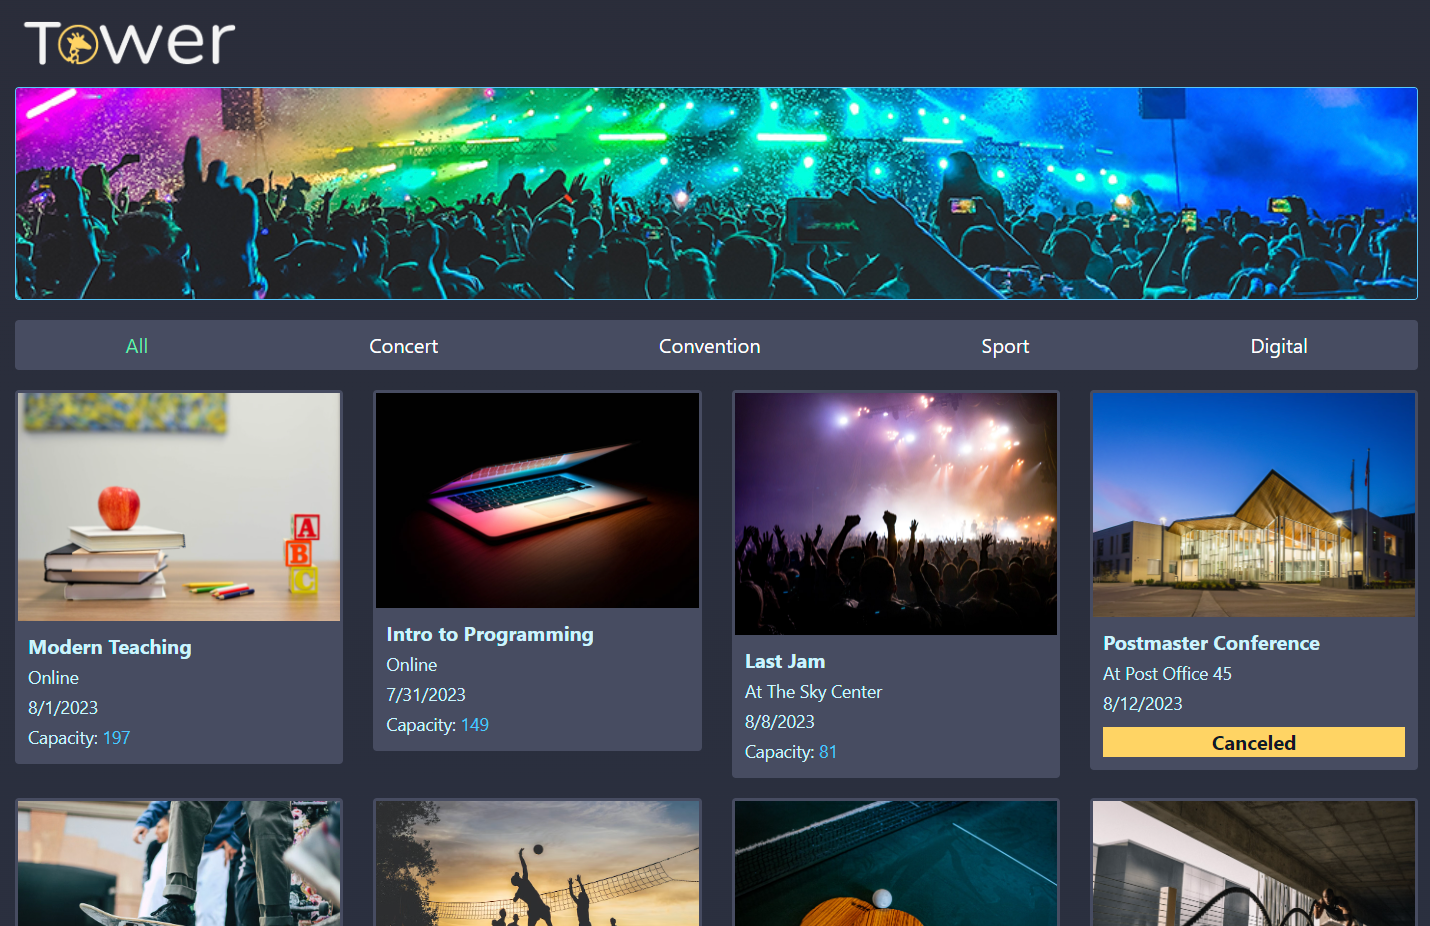 Tower
All Concert Convention Sport Digital
A
B
C
Modern Teaching
Online
8/1/2023
Capacity: 197
Intro to Programming
Online
7/31/2023
Capacity: 149
Last Jam
At The Sky Center
8/8/2023
Capacity: 81
Postmaster Conference
At Post Office 45
8/12/2023
Canceled